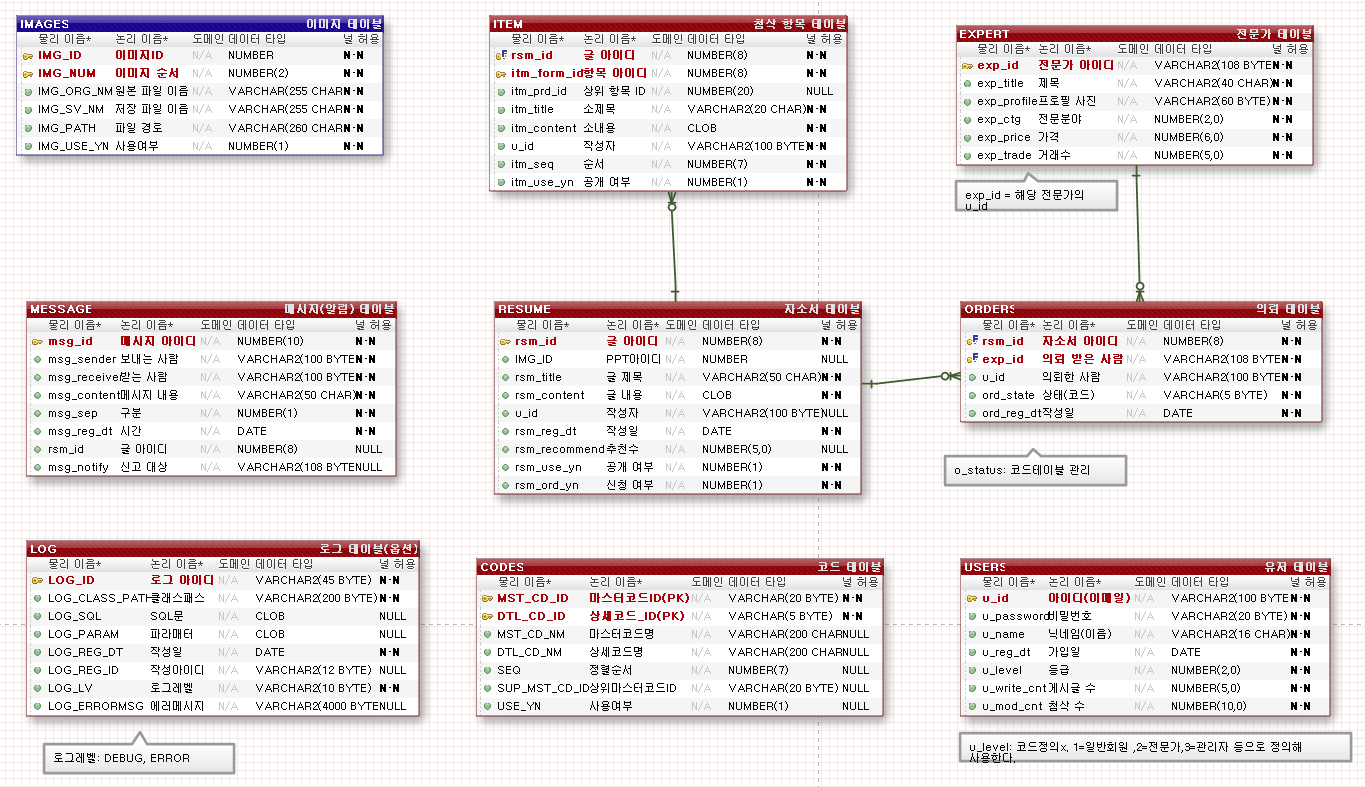 IMAGES 이미지 테이블
물리 이름* 논리 이름* 도메인 데이터 타입 널 허용
IMG_ID 이미지ID N/A NUMBER N-N
IMG_NUM 이미지 순서 N/A NUMBER(2) N-N
IMG_ORG_NM 원본 파일 이름 N/A VARCHAR(255 CHAR N-N
IMG_SV_NM 저장 파일 이름 N/A VARCHAR(255 CHAR N-N
IMG_PATH 파일 경로 N/A VARCHAR(260 CHAR N-N
IMG_USE_YN 사용여부 N/A NUMBER(1) N-N
ITEM 첨삭 항목 테이블
물리 이름* 논리 이름* 도메인 데이터 타입 널 허용
rsm_id 글 아이디 N/A NUMBER(8) N-N
itm_form_id 항목 아이디 N/A NUMBER(8) N-N
itm_prd_id 상위 항목 ID N/A NUMBER(20) NULL
itm_title 소제목 N/A VARCHAR2(20 CHAR) N-N
itm_content 소내용 N/A CLOB N-N
u_id 작성자 N/A VARCHAR2(100 BYTE) N-N
itm_seq 순서 N/A NUMBER(7) N-N
itm_use_yn 공개 여부 N/A NUMBER(1) N-N
EXPERT 전문가 테이블
물리 이름* 논리 이름* 도메인 데이터 타입 널 허용
exp_id 전문가 아이디 N/A VARCHAR2(108 BYTE N-N
exp_title 제목 N/A VARCHAR2(40 CHAR) N-N
exp_profile 프로필 사진 N/A VARCHAR2(60 BYTE) N-N
exp_ctg 전문분야 N/A NUMBER(2,0) N-N
exp_price 가격 N/A NUMBER(6,0) N-N
exp_trade 거래수 N/A NUMBER(5,0) N-N
exp_id = 해당 전문가의
u_id
MESSAGE 메시지(알림) 테이블
물리 이름* 논리 이름* 도메인 데이터 타입 널 허용
msg_id 메시지 아이디 N/A NUMBER(10) N-N
msg_sender 보내는 사람 N/A VARCHAR2(100 BYTE N-N
msg_receiver 받는 사람 N/A VARCHAR2(100 BYTE N-N
msg_content 메시지 내용 N/A VARCHAR2(50 CHAR) N-N
msg_sep 구분 N/A NUMBER(1) N-N
msg_reg_dt 시간 N/A DATE N-N
rsm_id 글 아이디 N/A NUMBER(8) NULL
msg_notify 신고 대상 N/A VARCHAR2(108 BYTE NULL
RESUME 자소서 테이블
물리 이름* 논리 이름* 도메인 데이터 타입 널 허용
rsm_id 글 아이디 N/A NUMBER(8) N-N
IMG_ID PPT아이디 N/A NUMBER NULL
rsm_title 글 제목 N/A VARCHAR2(50 CHAR) N-N
rsm_content 글 내용 N/A CLOB N-N
u_id 작성자 N/A VARCHAR2(100 BYTE) NULL
rsm_reg_dt 작성일 N/A DATE N-N
rsm_recommend 추천수 N/A NUMBER(5,0) NULL
rsm_use_yn 공개 여부 N/A NUMBER(1) N-N
rsm_ord_yn 신청 여부 N/A NUMBER(1) N-N
ORDERS 의뢰 테이블
물리 이름* 논리 이름* 도메인 데이터 타입 널 허용
rsm_id 자소서 아이디 N/A NUMBER(8) N-N
exp_id 의뢰 받은 사람 N/A VARCHAR2(108 BYTE N-N
u_id 의뢰한 사람 N/A VARCHAR2(100 BYTE N-N
ord_state 상태(코드) N/A VARCHAR(5 BYTE) N-N
ord_reg_dt 작성일 N/A DATE N-N
o_status: 코드테이블 관리
LOG 로그 테이블(옵션)
물리 이름* 논리 이름* 도메인 데이터 타입 널 허용
LOG_ID 로그 아이디 N/A VARCHAR2(45 BYTE) N-N
LOG_CLASS_PATH 클래스패스 N/A VARCHAR2(200 BYTE) N-N
LOG_SQL SQL문 N/A CLOB NULL
LOG_PARAM 파라매터 N/A CLOB NULL
LOG_REG_DT 작성일 N/A DATE N-N
LOG_REG_ID 작성아이디 N/A VARCHAR2(12 BYTE) NULL
LOG_LV 로그레벨 N/A VARCHAR2(10 BYTE) N-N
LOG_ERRORMSG 에러메시지 N/A VARCHAR2(4000 BYTE NULL
로그레벨: DEBUG, ERROR
CODES 코드 테이블
물리 이름* 논리 이름* 도메인 데이터 타입 널 허용
MST_CD_ID 마스터코드ID(PK) N/A VARCHAR(20 BYTE) N-N
DTL_CD_ID 상세코드_ID(PK) N/A VARCHAR(5 BYTE) N-N
MST_CD_NM 마스터코드명 N/A VARCHAR(200 CHAR NULL
DTL_CD_NM 상세코드명 N/A VARCHAR(200 CHAR NULL
SEQ 정렬순서 N/A NUMBER(7) NULL
SUP_MST_CD_ID 상위마스터코드ID N/A VARCHAR(20 BYTE) NULL
USE_YN 사용여부 N/A NUMBER(1) NULL
USERS 유저 테이블
물리 이름* 논리 이름* 도메인 데이터 타입 널 허용
u_id 아이디(이메일) N/A VARCHAR2(100 BYTE N-N
u_password 비밀번호 N/A VARCHAR2(20 BYTE) N-N
u_name 닉네임(이름) N/A VARCHAR2(16 CHAR) N-N
u_reg_dt 가입일 N/A DATE N-N
u_level 등급 N/A NUMBER(2,0) N-N
u_write_cnt 게시글 수 N/A NUMBER(5,0) N-N
u_mod_cnt 첨삭 수 N/A NUMBER(10,0) N-N
u_level: 코드정의x, 1=일반회원 ,2=전문가,3=관리자 등으로 정의해
사용한다.